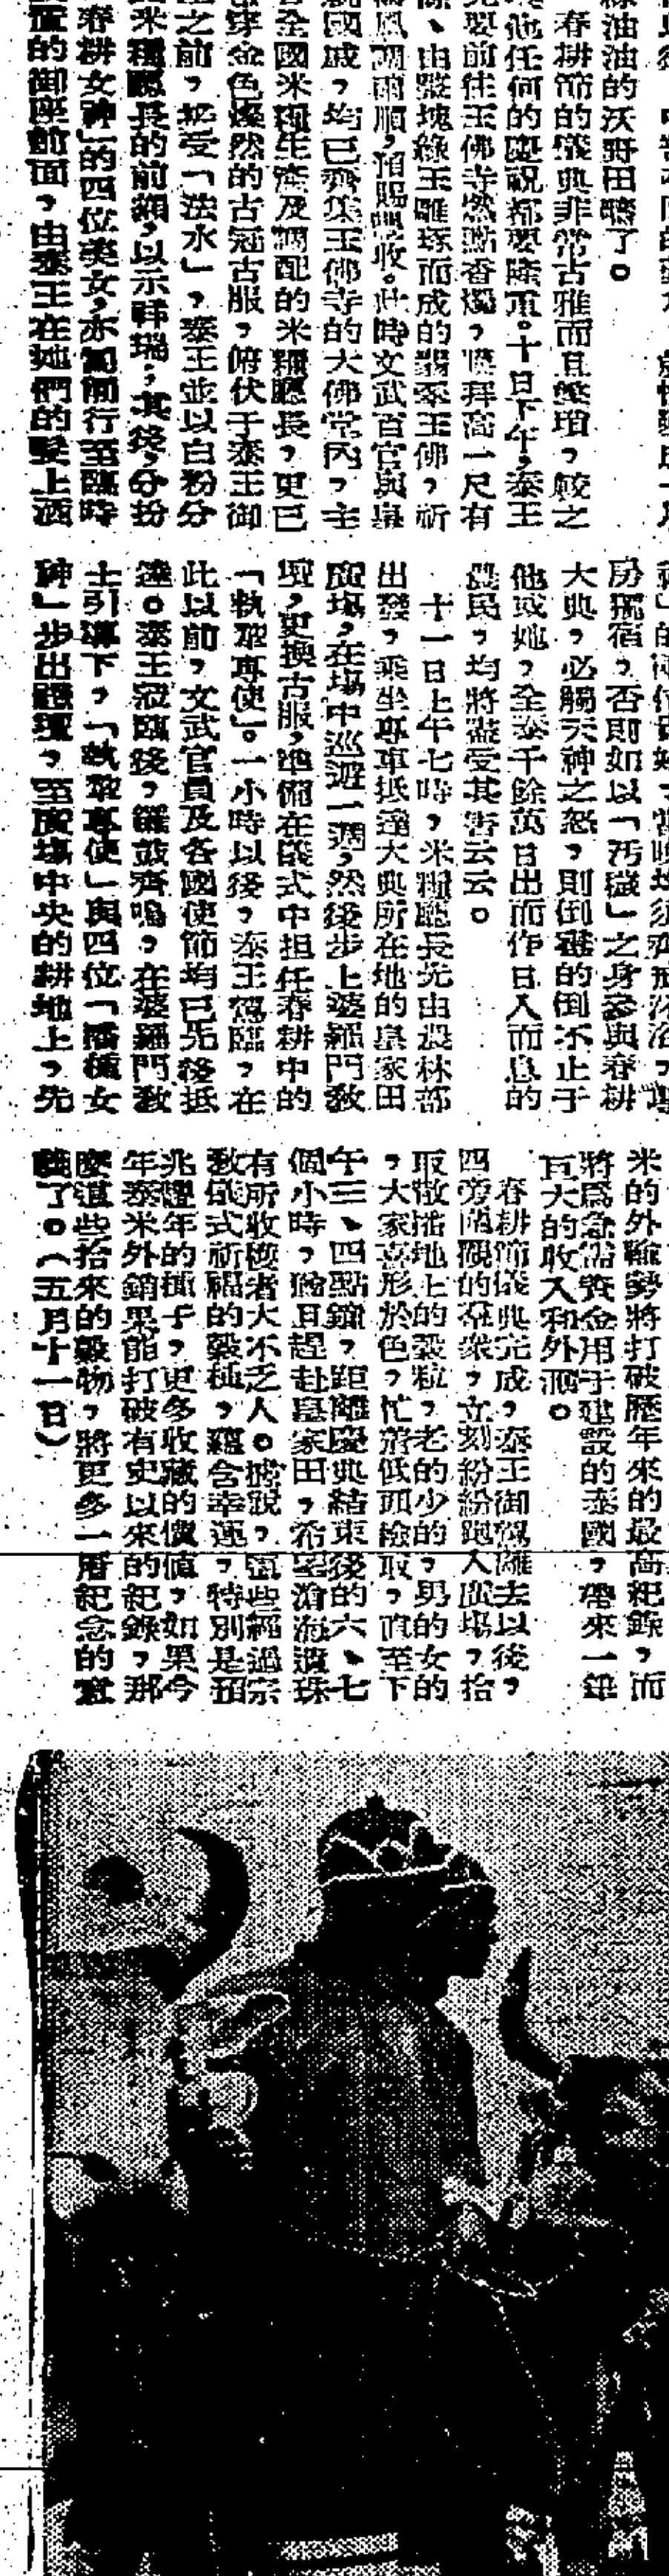 綠油油的沃野田疇了。
春耕節的盛典非常古雅而且繁瑣,較之
其他任何的慶祝都要隆重。十日下午,泰王
先要前往玉佛寺燃點香燭,膜拜高一尺有
餘、由整塊綠玉雕琢而成的翡翠玉佛,祈
風調雨順,預賜豐收。此時文武百官與皇
國戚,均已齊集玉佛寺的大佛堂內,主
全國米糧生產及調配的米糧廳長,更已
穿金色燦然的古冠古服,俯伏于泰王御
之前,接受「法水」,泰王並以白粉分
米糧廳長的前額,以示祥瑞,其後,分扮
春耕女神」的四位美女,亦匍匐行至臨時
的御座前面,由泰王在她們的髮上洒
房獨宿,否則如以「污穢」之身參與春耕
大典,必觸天神之怒,則倒霉的倒不止于
他或她,全泰千餘萬日出而作日入而息的
農民,均將盡受其害云云。
十一日上午七時,米糧廳長先由農林部
出發,乘坐專車抵達大典所在地的皇家田
廣場,在場中巡遊一週,然後步上婆羅門教
壇,更換古服,準備在儀式中担任春耕中的
「執犂專使」。一小時以後,泰王駕臨,在
此以前,文武官員及各國使節均已先後抵
達。泰王蒞臨後,鑼鼓齊鳴,在婆羅門教
士引導下,「執犂專使」與四位「播植女
神」步出禮壇,至廣場中央的耕地上,先
米的外輸勢將打破歷年來的最高紀錄,而
將爲急需資金用于建設的泰國,帶來一筆
巨大的收入和外滙。
春耕節儀典完成,泰王御駕離去以後,
四旁圍觀的羣衆,立刻紛紛跑入廣場,拾
取散播地上的穀粒,老的少的,男的女的
,大家喜形於色,忙着低頭撿取,直至下
午三、四點鐘,距離慶典結束後的六、七
個小時,尙且趕赴皇家田,希望滄海遺珠
有所收穫者大不乏人。據說,這些經過宗
教儀式祈福的穀粒,蘊含幸運,特別是預
兆豐年的種子,更多收藏的價值,如果今
年泰米外銷果能打破有史以來的紀錄,那
麼這些拾來的穀物,將更多一層紀念的意
義了。(五月十一日)